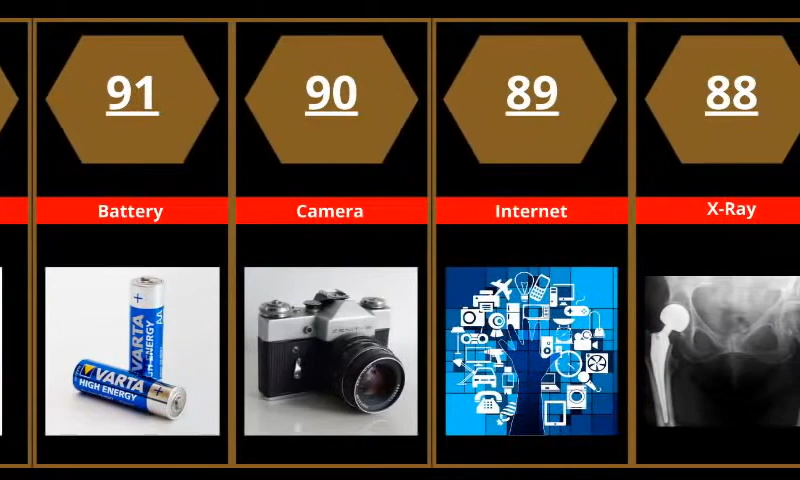 91
90
89
88
Battery
Camera
Internet
X-Ray
VARTA
HIGH ENERGY
AA
VARTA
HIGH ENERGY